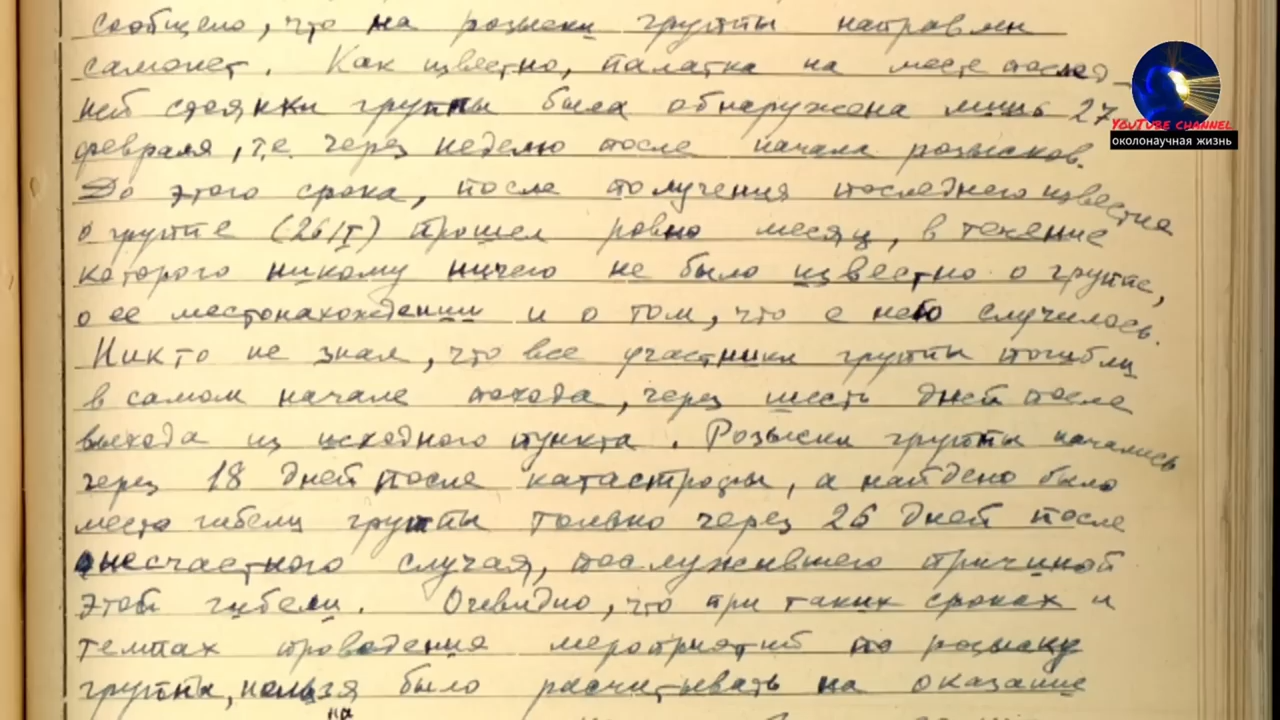 сообщено, что на розыски группы направлен
самолет. Как известно, палатка на месте послед-
ней стоянки группы была обнаружена лишь 27
февраля, т.е. через неделю после начала розысков.
До этого срока, после получения последнего известия
о группе (26/I) прошел ровно месяц, в течение
которого никому ничего не было известно о группе,
о ее местонахождении и о том, что с ней случилось.
Никто не знал, что все участники группы погибли
в самом начале похода, через шесть дней после
выхода из исходного пункта. Розыски группы начались
через 18 дней после катастрофы, а найдено было
место гибели группы только через 26 дней после
несчастного случая, послужившего причиной
этой гибели. Очевидно, что при таких сроках и
темпах проведения мероприятий по розыску
группы, нельзя было расчитывать на оказание
на
YouTube channel
околонаучная жизнь